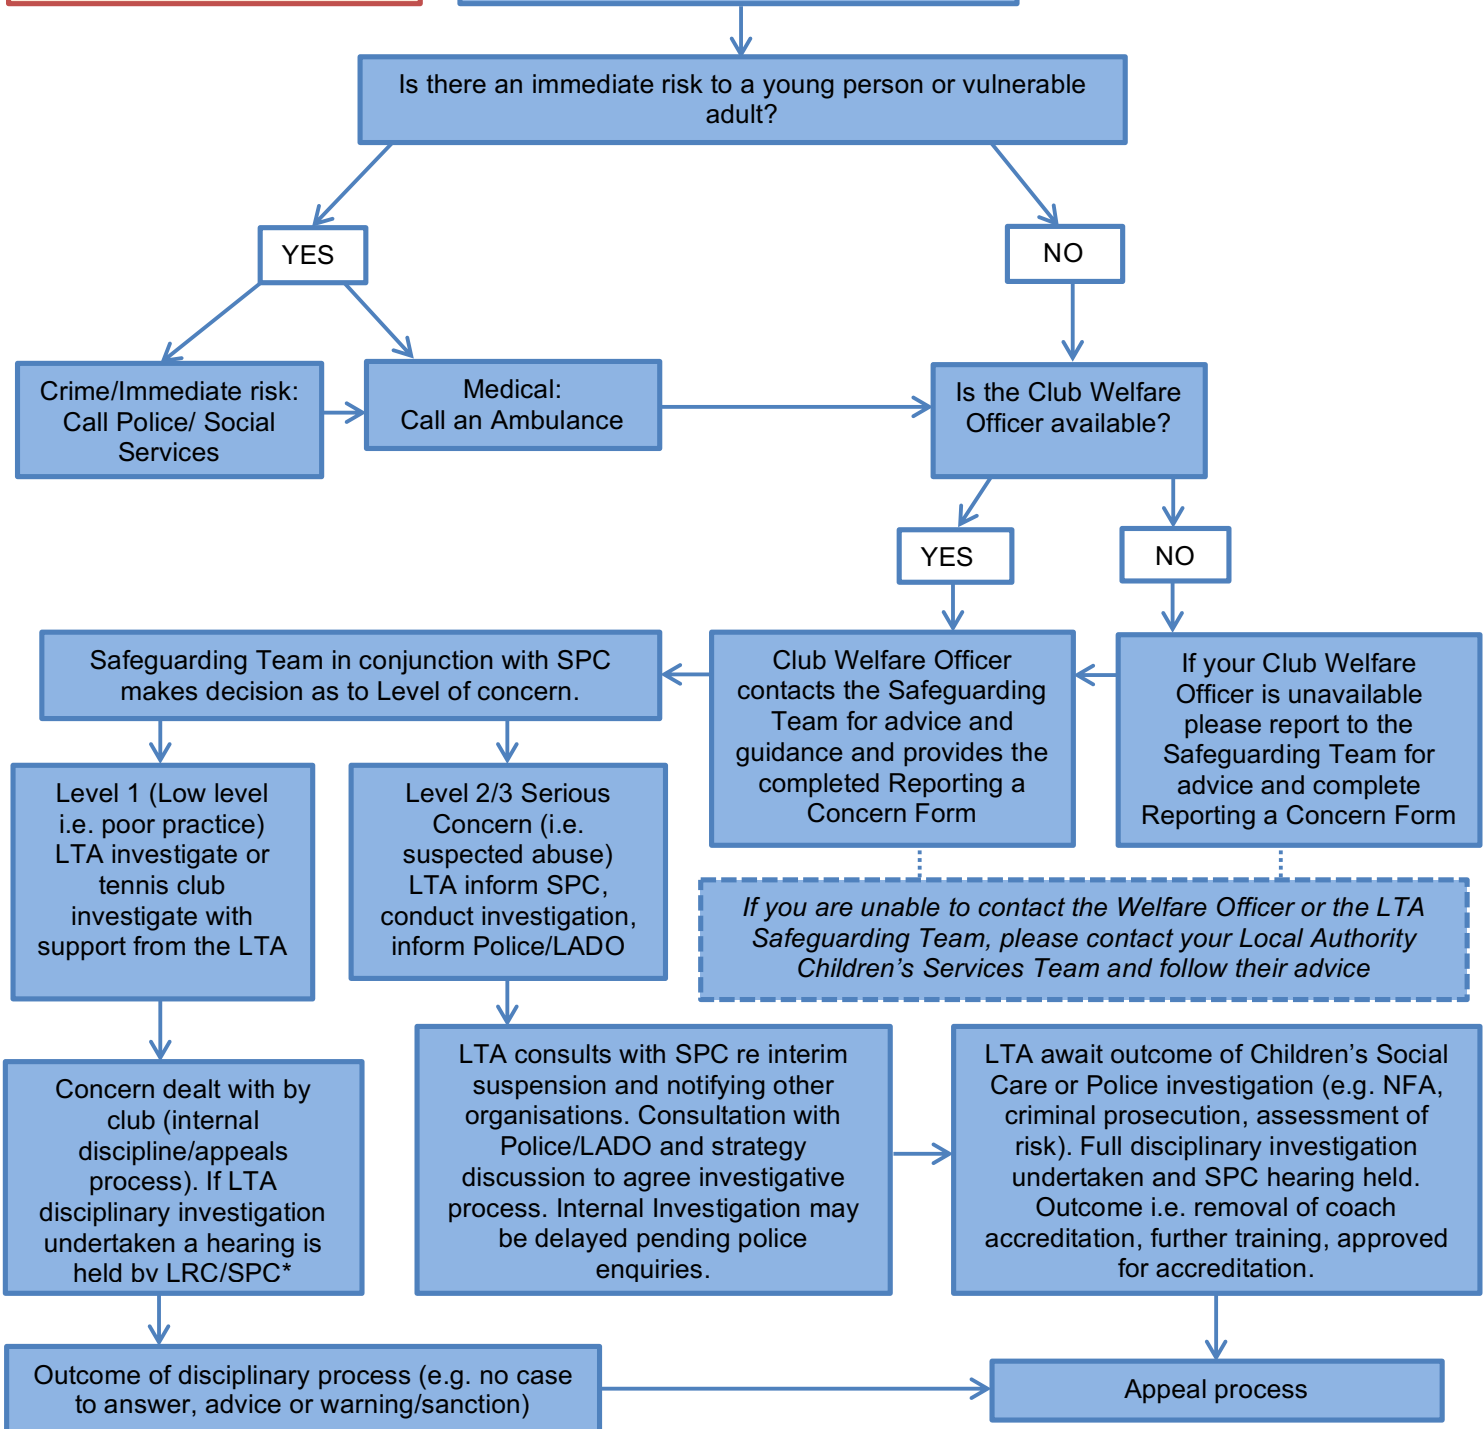 Is there an immediate risk to a young person or vulnerable
adult?
YES
NO
Crime/Immediate risk:
Call Police/ Social
Services
Medical:
Call an Ambulance
Is the Club Welfare
Officer available?
YES
NO
Safeguarding Team in conjunction with SPC
makes decision as to Level of concern.
Club Welfare Officer
contacts the Safeguarding
Team for advice and
guidance and provides the
completed Reporting a
Concern Form
If your Club Welfare
Officer is unavailable
please report to the
Safeguarding Team for
advice and complete
Reporting a Concern Form
Level 1 (Low level
i.e. poor practice)
LTA investigate or
tennis club
investigate with
support from the LTA
Level 2/3 Serious
Concern (i.e.
suspected abuse)
LTA inform SPC,
conduct investigation,
inform Police/LADO
If you are unable to contact the Welfare Officer or the LTA
Safeguarding Team, please contact your Local Authority
Children’s Services Team and follow their advice
Concern dealt with by
club (internal
discipline/appeals
process). If LTA
disciplinary investigation
undertaken a hearing is
held by LRC/SPC*
LTA consults with SPC re interim
suspension and notifying other
organisations. Consultation with
Police/LADO and strategy
discussion to agree investigative
process. Internal Investigation may
be delayed pending police
enquiries.
LTA await outcome of Children’s Social
Care or Police investigation (e.g. NFA,
criminal prosecution, assessment of
risk). Full disciplinary investigation
undertaken and SPC hearing held.
Outcome i.e. removal of coach
accreditation, further training, approved
for accreditation.
Outcome of disciplinary process (e.g. no case
to answer, advice or warning/sanction)
Appeal process